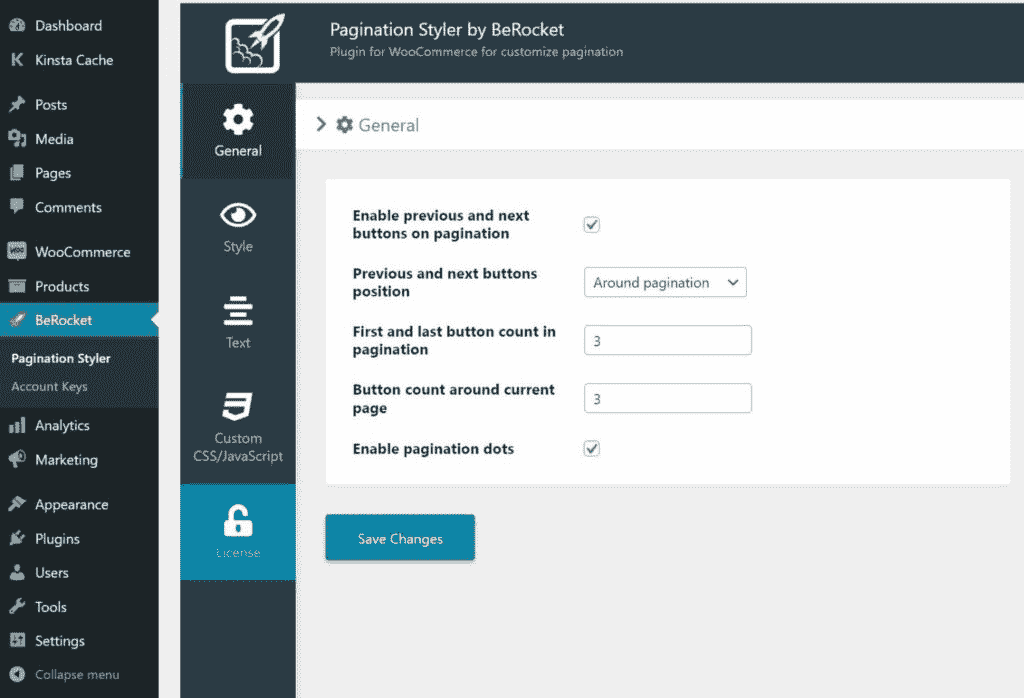 Dashboard
Kinsta Cache
Posts
Media
Pages
Comments
WooCommerce
Products
BeRocket
Pagination Styler
Account Keys
Analytics
Marketing
Appearance
Plugins
Users
Tools
Settings
Collapse menu
Pagination Styler by BeRocket
Plugin for WooCommerce for customize pagination
General
Style
Text
Custom
CSS/JavaScript
License
General
Enable previous and next
buttons on pagination
Previous and next buttons
position
Around pagination
First and last button count in
pagination
3
Button count around current
page
3
Enable pagination dots
Save Changes